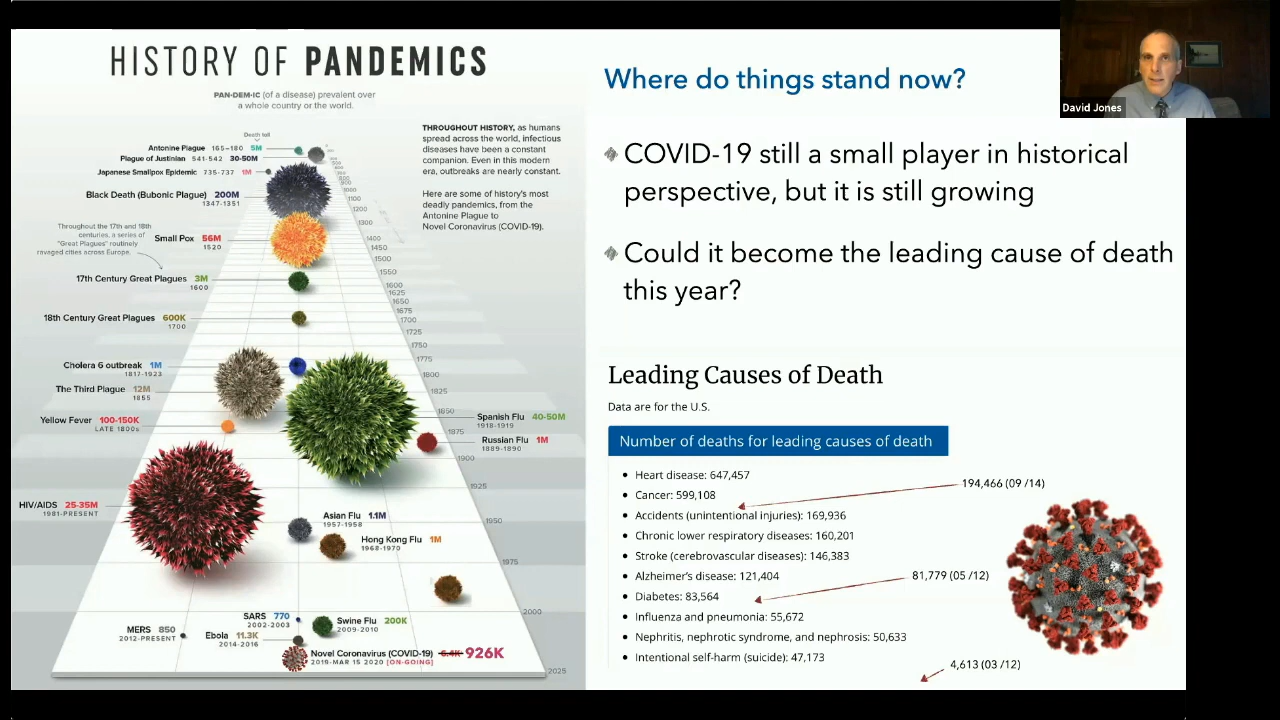 HISTORY OF PANDEMICS
PAN·DEM·IC (of a disease) prevalent over
a whole country or the world.
Death toll
Antonine Plague 165-180 5M
Plague of Justinian 541-542 30-50M
Japanese Smallpox Epidemic 735-737 1M
Black Death (Bubonic Plague) 200M
1347-1351
THROUGHOUT HISTORY, as humans
spread across the world, infectious
diseases have been a constant
companion. Even in this modern
era, outbreaks are nearly constant.
Here are some of history's most
deadly pandemics, from the
Antonine Plague to
Novel Coronavirus (COVID-19).
Throughout the 17th and 18th
centuries, a series of
"Great Plagues" routinely
ravaged cities across Europe.
Small Pox 56M
1520
17th Century Great Plagues 3M
1600
18th Century Great Plagues 600K
1700
Cholera 6 outbreak 1M
1817-1923
The Third Plague 12M
1855
Yellow Fever 100-150K
LATE 1800s
Spanish Flu 40-50M
1918-1919
Russian Flu 1M
1889-1890
HIV/AIDS 25-35M
1981-PRESENT
Asian Flu 1.1M
1957-1958
Hong Kong Flu 1M
1968-1970
SARS 770
2002-2003
Swine Flu 200K
2009-2010
MERS 850
2012-PRESENT
Ebola 11.3K
2014-2016
Novel Coronavirus (COVID-19) 6.4K 926K
2019-MAR 15 2020 [ON-GOING]
1000
1100
1200
1300
1400
1450
1500
1550
1600
1625
1650
1675
1700
1725
1750
1775
1800
1825
1850
1875
1900
1925
1950
1975
2000
2025
Where do things stand now?
COVID-19 still a small player in historical
perspective, but it is still growing
Could it become the leading cause of death
this year?
Leading Causes of Death
Data are for the U.S.
Number of deaths for leading causes of death
Heart disease: 647,457
Cancer: 599,108
Accidents (unintentional injuries): 169,936
Chronic lower respiratory diseases: 160,201
Stroke (cerebrovascular diseases): 146,383
Alzheimer's disease: 121,404
Diabetes: 83,564
Influenza and pneumonia: 55,672
Nephritis, nephrotic syndrome, and nephrosis: 50,633
Intentional self-harm (suicide): 47,173
194,466 (09 /14)
81,779 (05 /12)
4,613 (03 /12)
David Jones